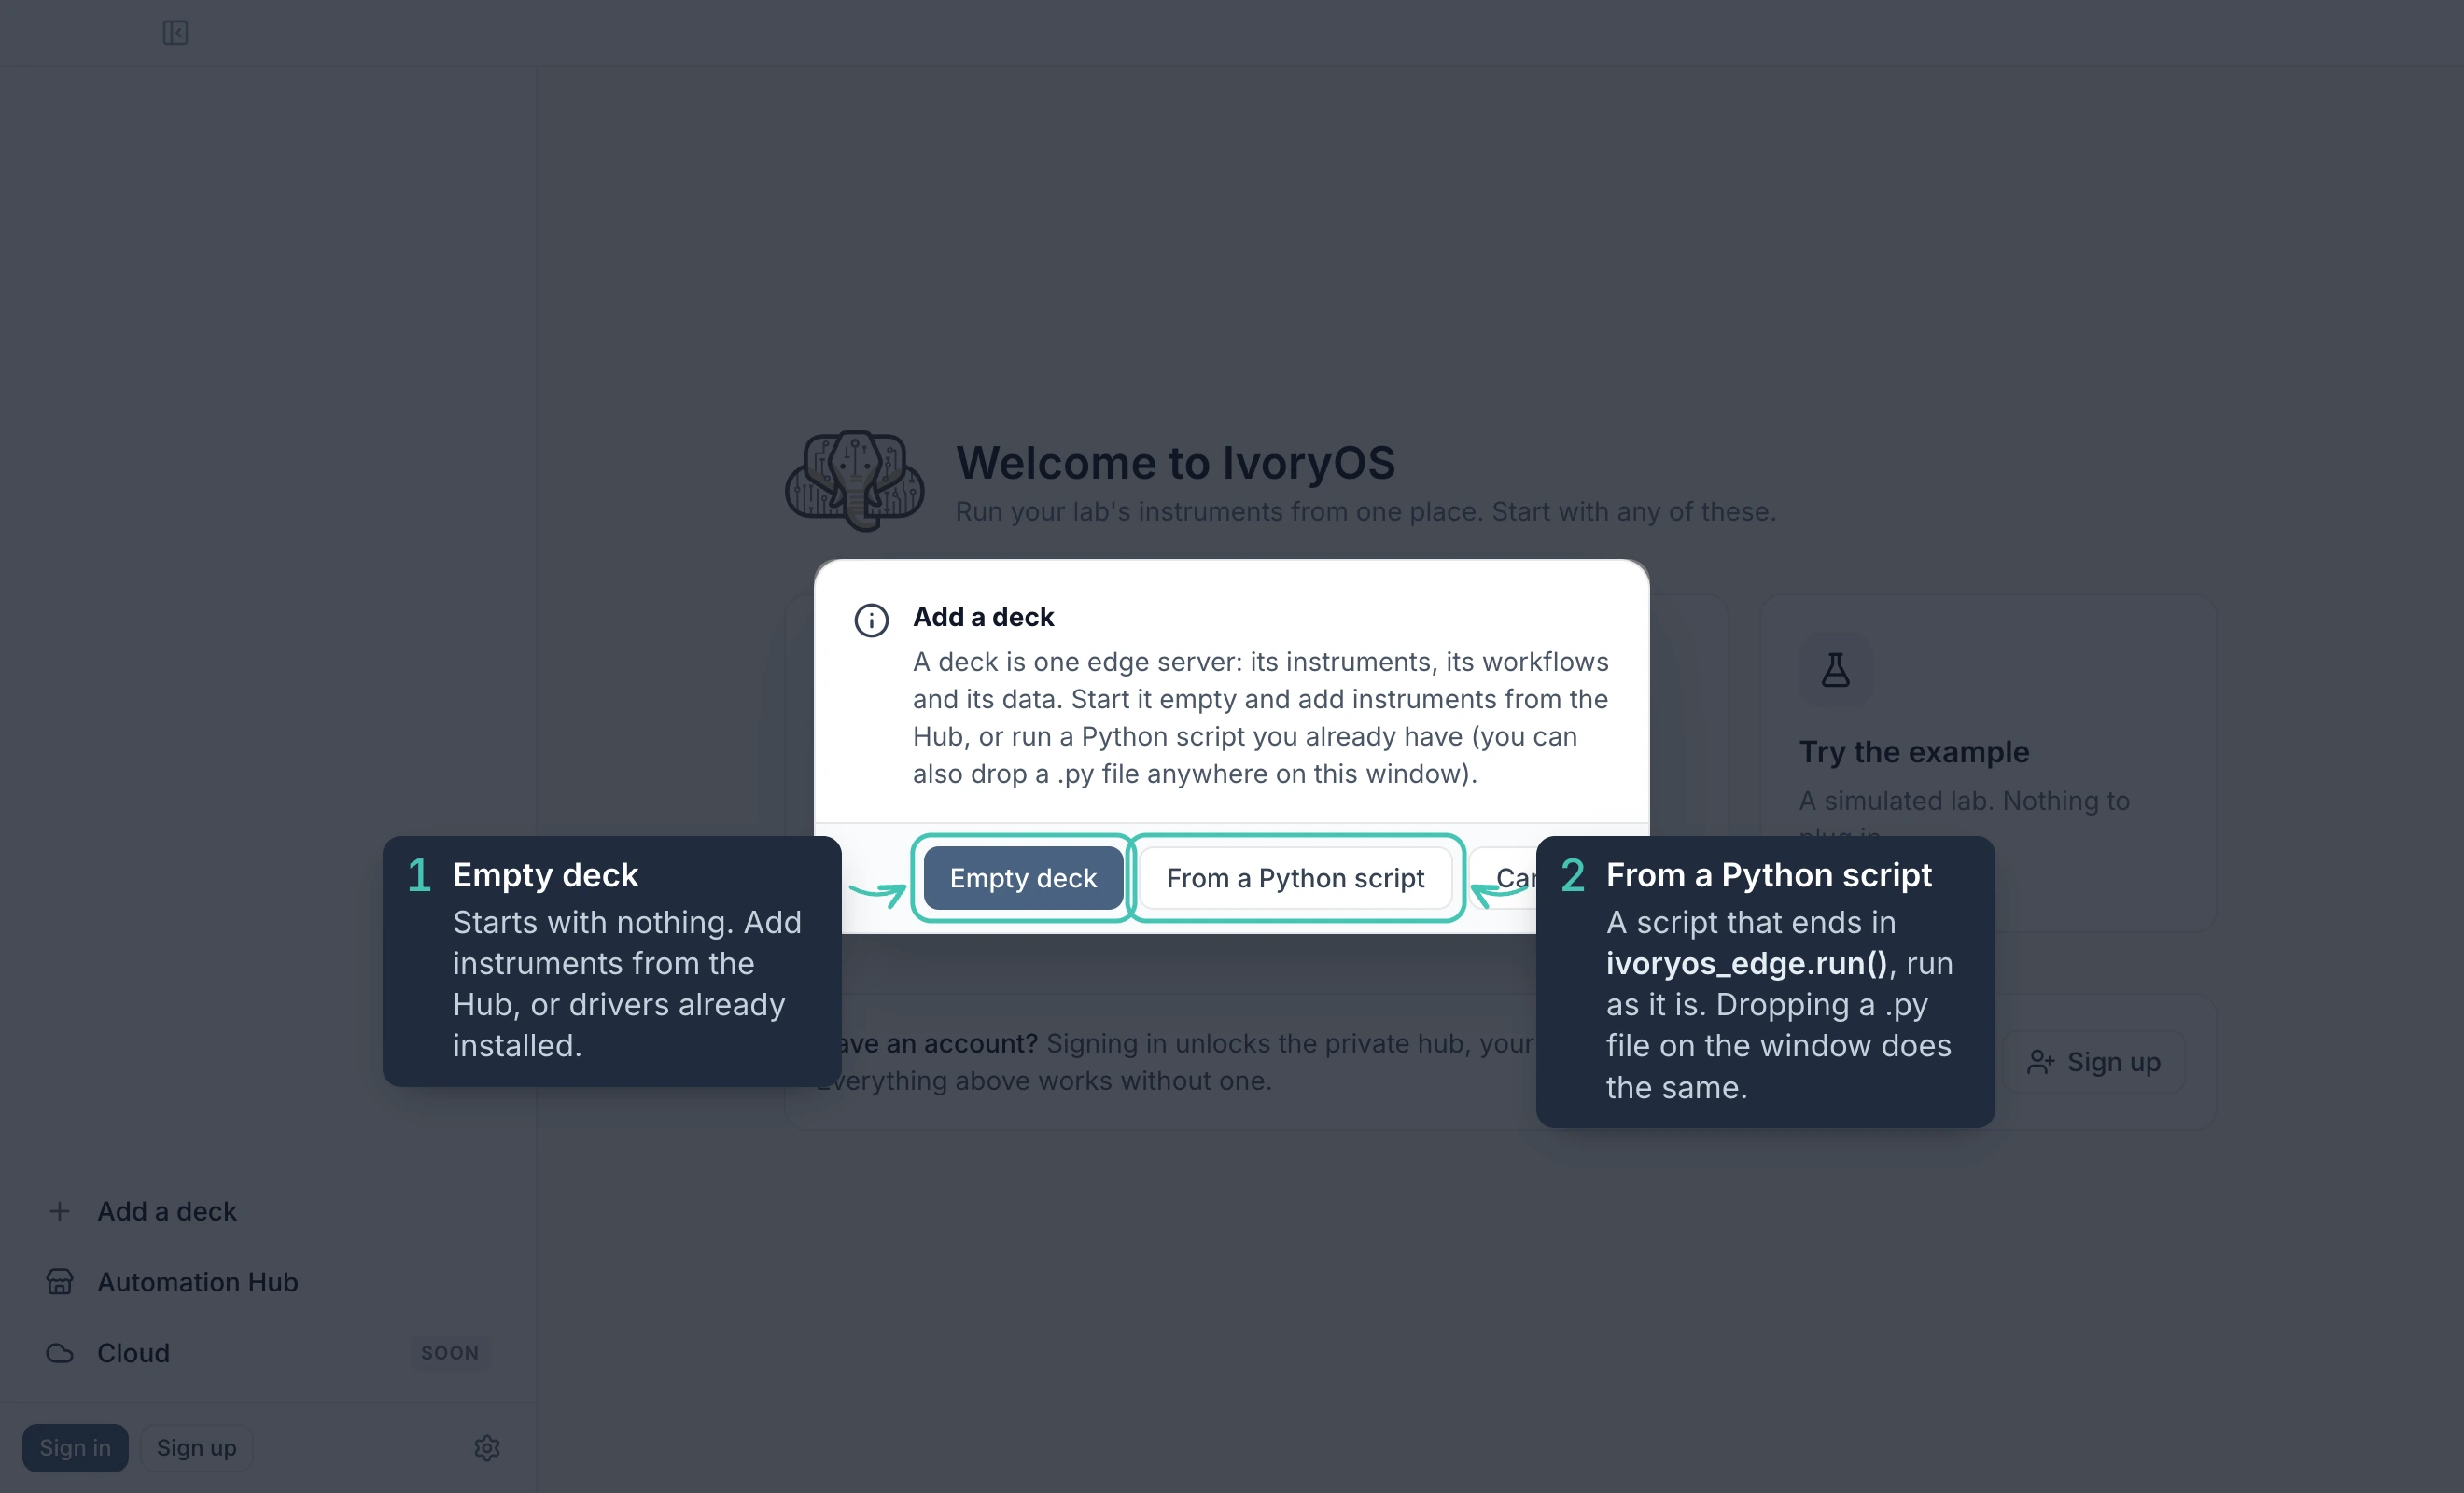 Welcome to IvoryOS
Run your lab's instruments from one place. Start with any of these.
Add a deck
A deck is one edge server: its instruments, its workflows
and its data. Start it empty and add instruments from the
Hub, or run a Python script you already have (you can
also drop a .py file anywhere on this window).
Try the example
A simulated lab. Nothing to
plug in
Empty deck
From a Python script
1 Empty deck
Starts with nothing. Add
instruments from the
Hub, or drivers already
installed.
2 From a Python script
A script that ends in
ivoryos_edge.run(), run
as it is. Dropping a .py
file on the window does
the same.
an account? Signing in unlocks the private hub, your
Everything above works without one.
Sign up
Add a deck
Automation Hub
Cloud SOON
Sign in Sign up